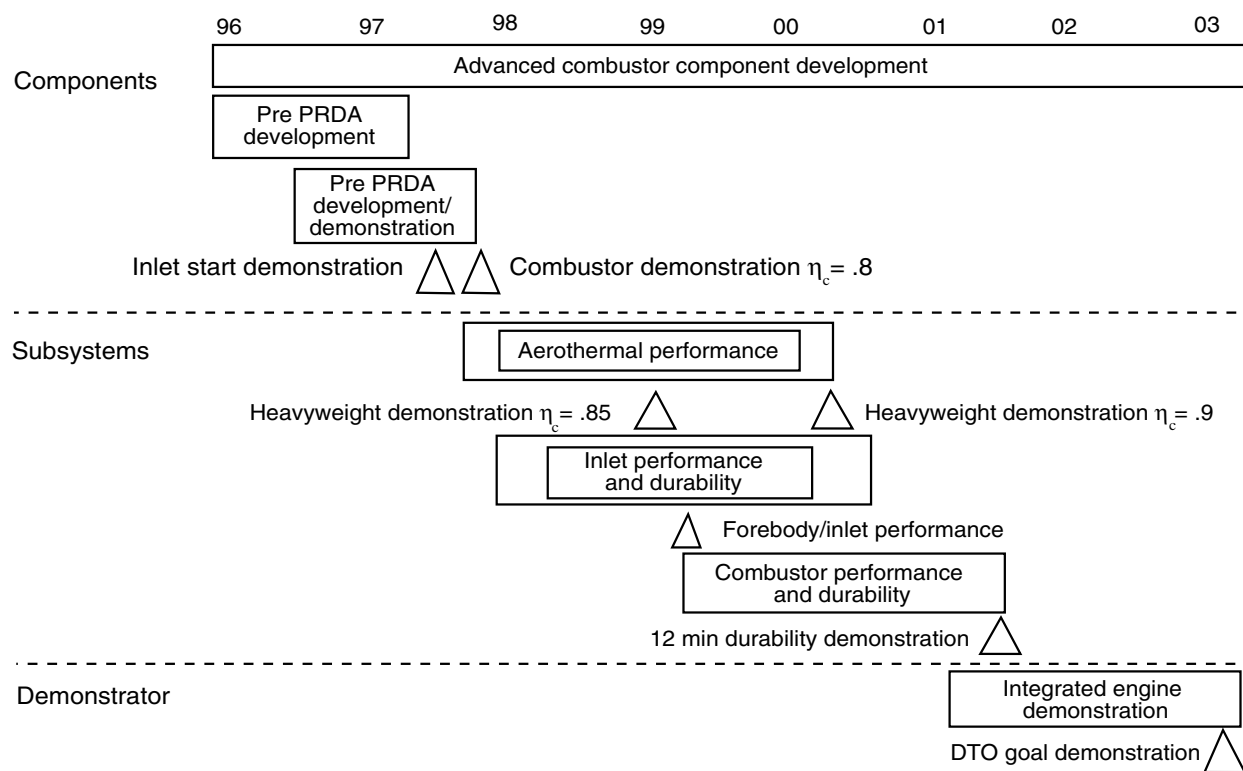 96 97 98 99 00 01 02 03
Components
Advanced combustor component development
Pre PRDA
development
Pre PRDA
development/
demonstration
Inlet start demonstration
Combustor demonstration ηc= .8
Subsystems
Aerothermal performance
Heavyweight demonstration ηc= .85
Heavyweight demonstration ηc= .9
Inlet performance
and durability
Forebody/inlet performance
Combustor performance
and durability
12 min durability demonstration
Demonstrator
Integrated engine
demonstration
DTO goal demonstration